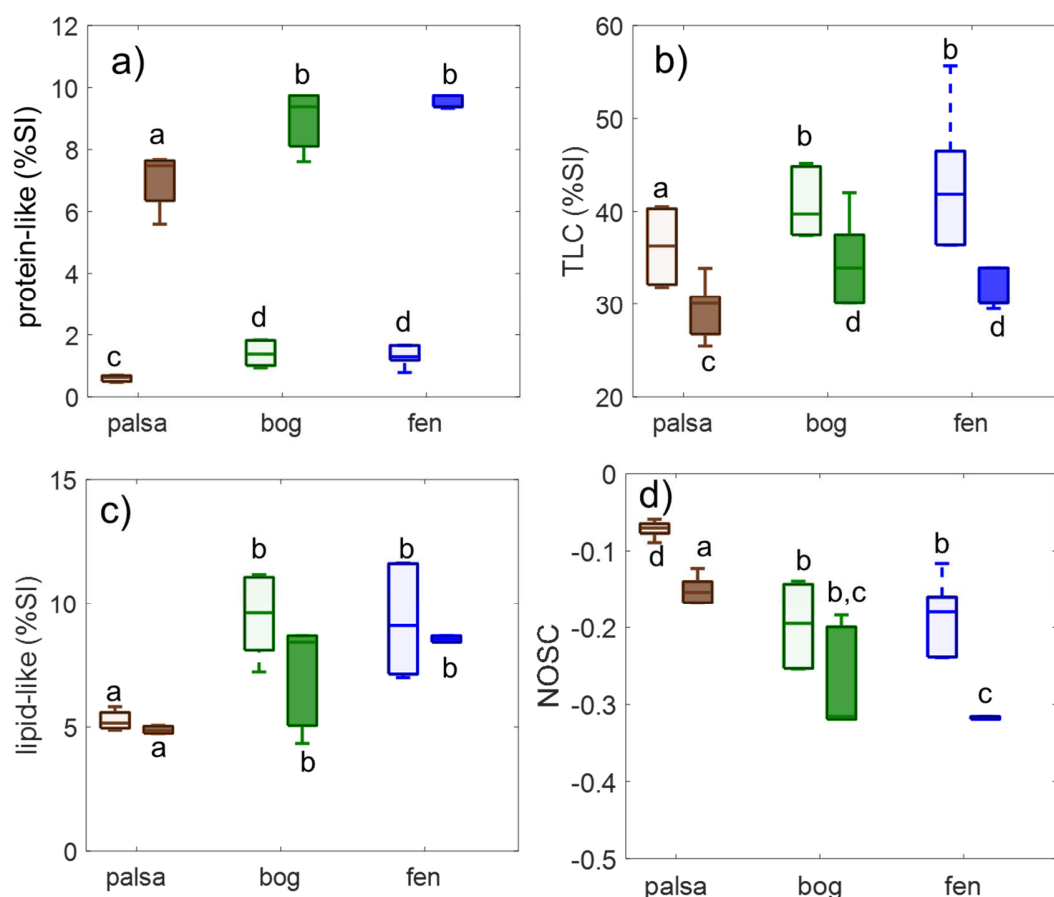 a)
protein-like (%SI)
12
10
8
6
4
2
0
c
a
d
b
d
b
palsa
bog
fen
b)
TLC (%SI)
60
50
40
30
20
a
c
b
d
b
d
palsa
bog
fen
c)
lipid-like (%SI)
15
10
5
0
a
a
b
b
b
b
palsa
bog
fen
d)
NOSC
0
-0.1
-0.2
-0.3
-0.4
-0.5
d
a
b
b,c
b
c
palsa
bog
fen